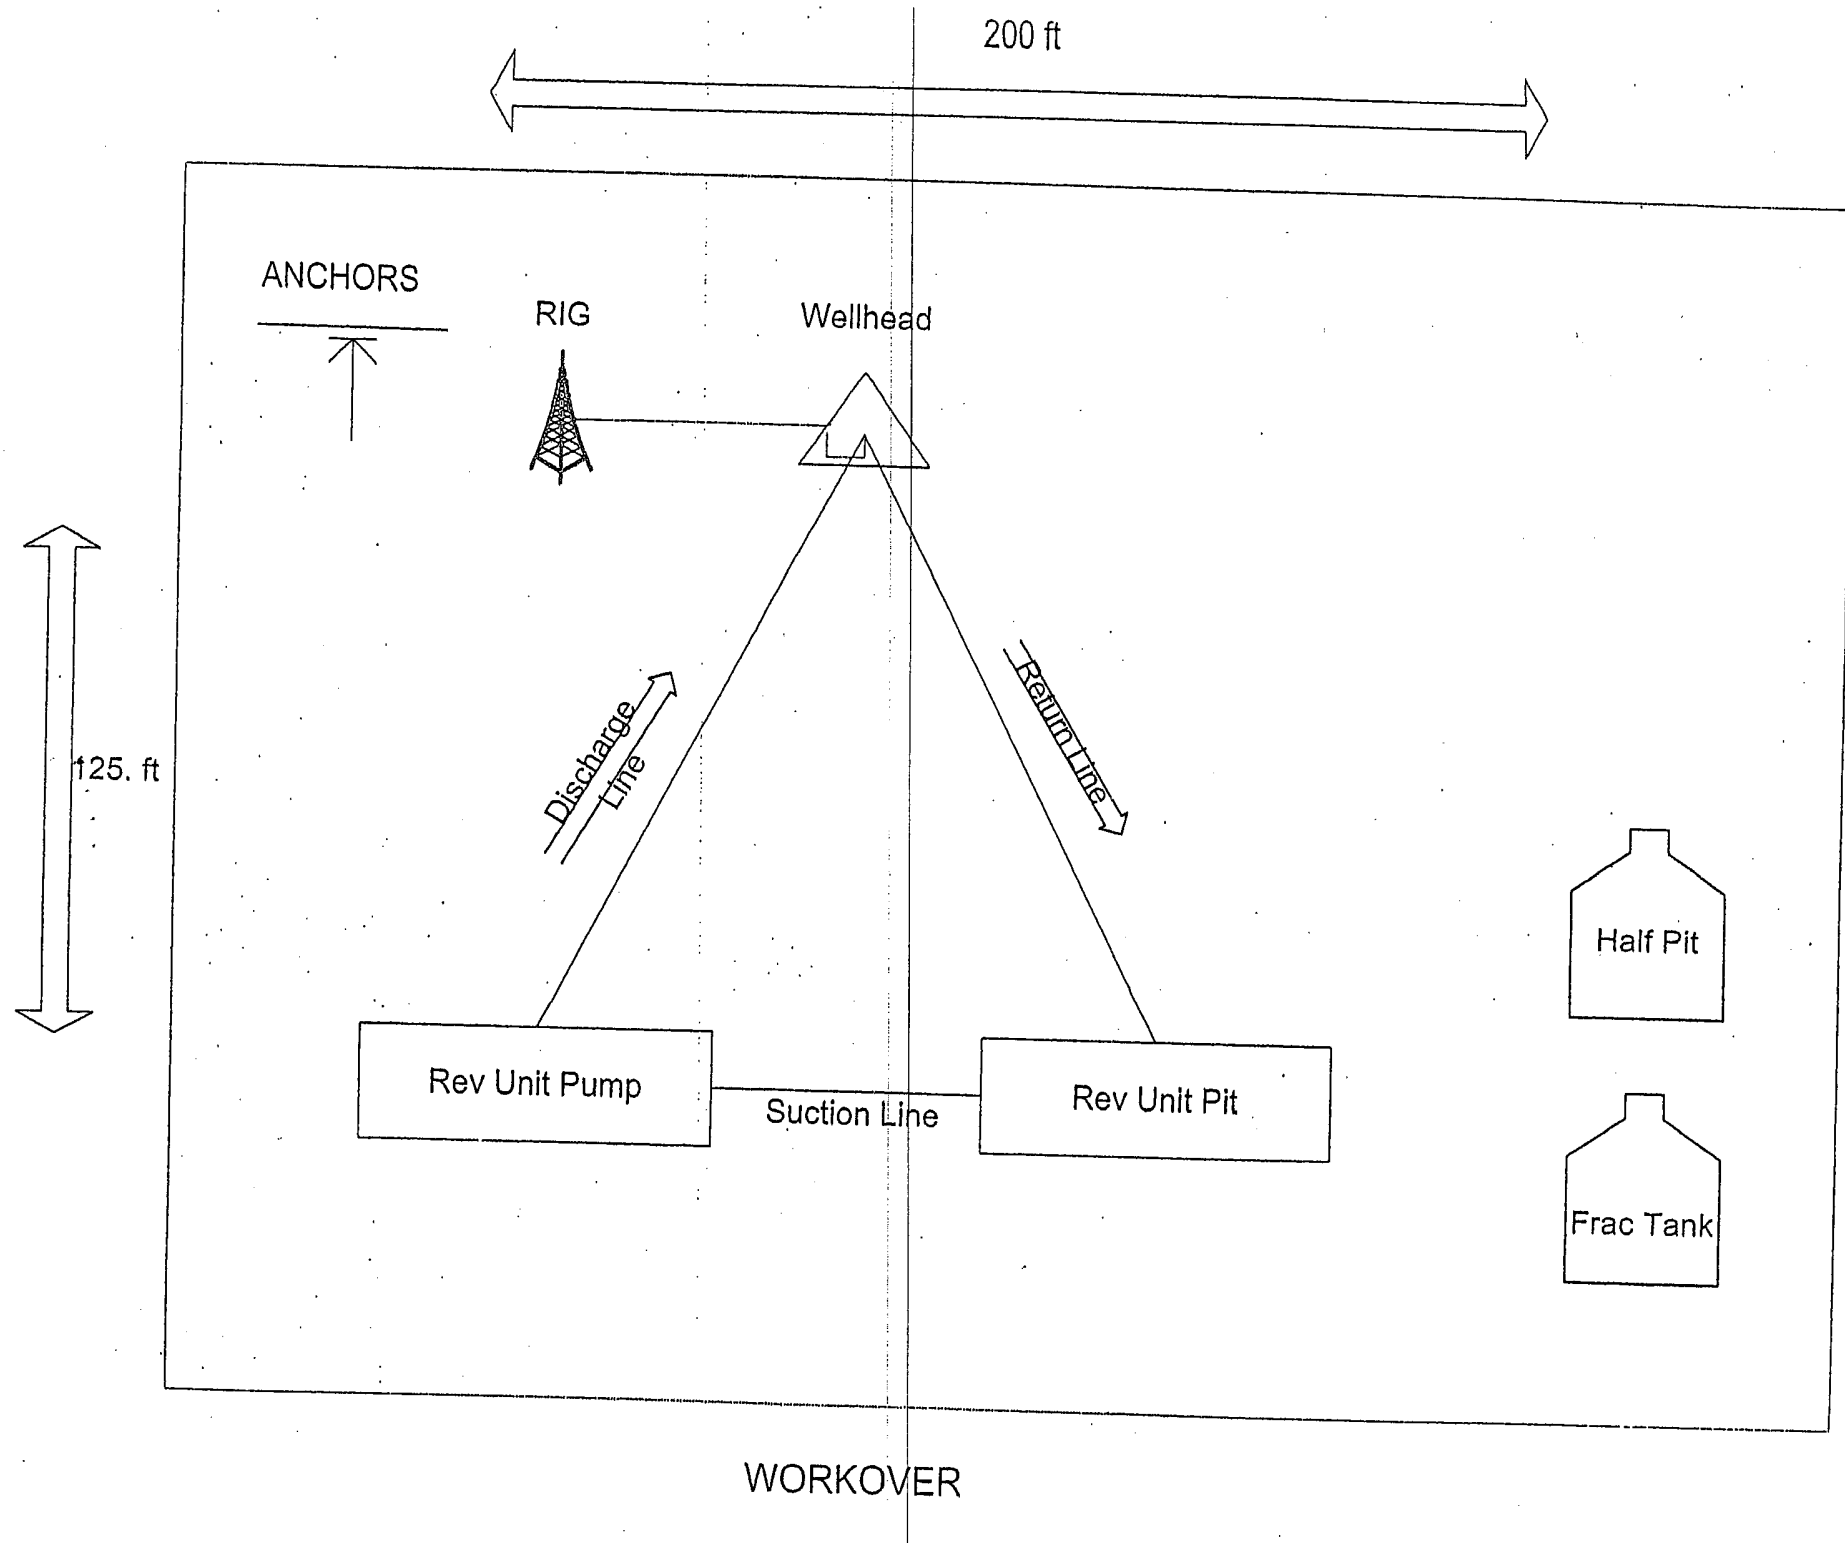 200 ft
ANCHORS
RIG
Wellhead
125. ft
Discharge
Line
Return Line
Half Pit
Rev Unit Pump
Suction Line
Rev Unit Pit
Frac Tank
WORKOVER